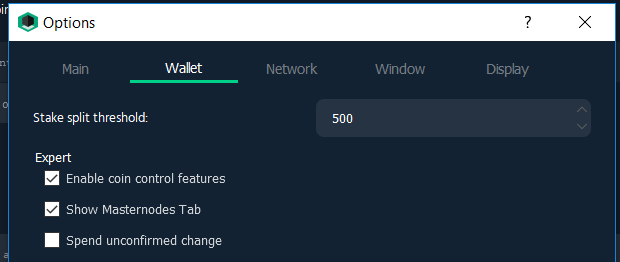 Options
?
Main Wallet Network Window Display
Stake split threshold: 500
Expert
Enable coin control features
Show Masternodes Tab
Spend unconfirmed change